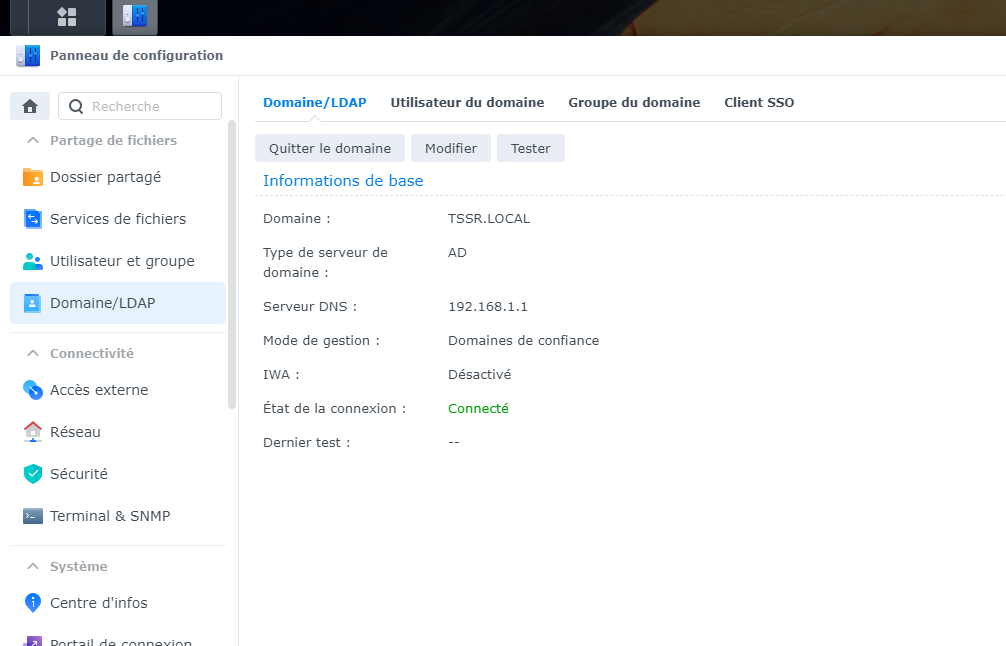 Panneau de configuration
Recherche
Partage de fichiers
Dossier partagé
Services de fichiers
Utilisateur et groupe
Domaine/LDAP
Connectivité
Accès externe
Réseau
Sécurité
Terminal & SNMP
Système
Centre d'infos
Portail de connexion
Domaine/LDAP Utilisateur du domaine Groupe du domaine Client SSO
Quitter le domaine Modifier Tester
Informations de base
Domaine : TSSR.LOCAL
Type de serveur de AD
domaine :
Serveur DNS : 192.168.1.1
Mode de gestion : Domaines de confiance
IWA : Désactivé
État de la connexion : Connecté
Dernier test : --